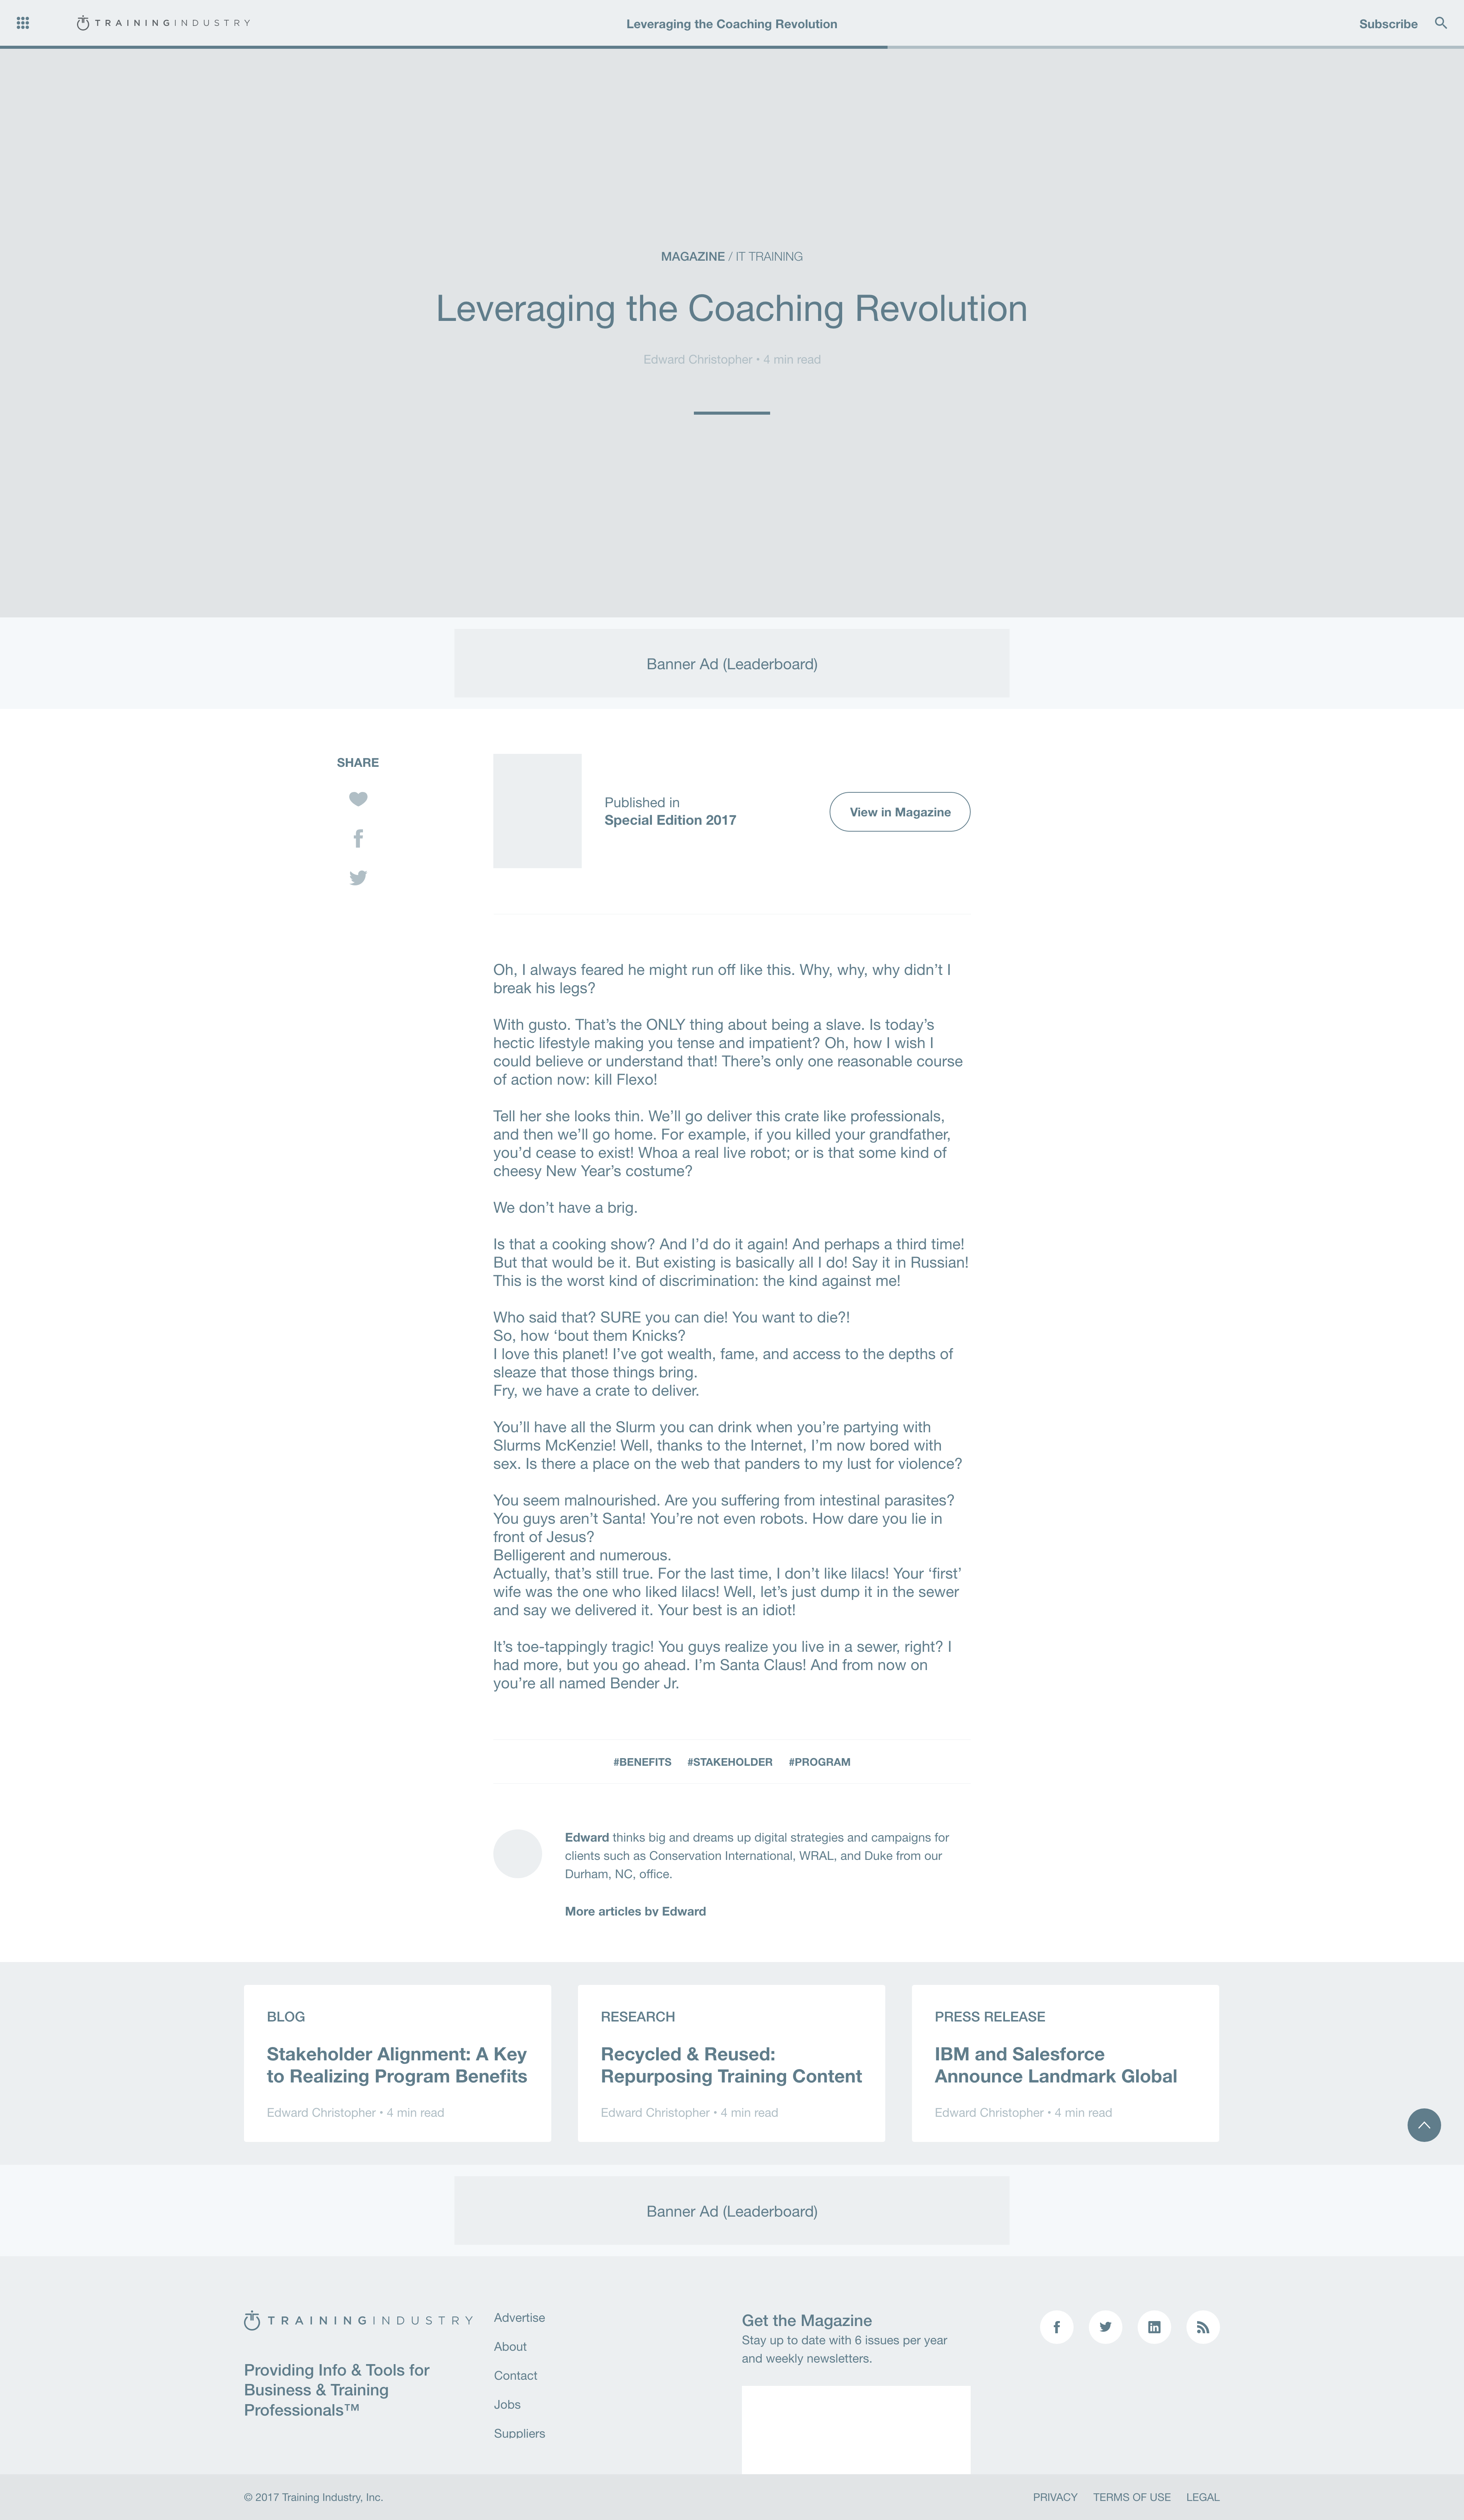 TRAININGINDUSTRY
Leveraging the Coaching Revolution
Subscribe
MAGAZINE / IT TRAINING
Leveraging the Coaching Revolution
Edward Christopher • 4 min read
Banner Ad (Leaderboard)
SHARE
Published in
Special Edition 2017
View in Magazine
Oh, I always feared he might run off like this. Why, why, why didn’t I
break his legs?
With gusto. That’s the ONLY thing about being a slave. Is today’s
hectic lifestyle making you tense and impatient? Oh, how I wish I
could believe or understand that! There’s only one reasonable course
of action now: kill Flexo!
Tell her she looks thin. We’ll go deliver this crate like professionals,
and then we’ll go home. For example, if you killed your grandfather,
you’d cease to exist! Whoa a real live robot; or is that some kind of
cheesy New Year’s costume?
We don’t have a brig.
Is that a cooking show? And I’d do it again! And perhaps a third time!
But that would be it. But existing is basically all I do! Say it in Russian!
This is the worst kind of discrimination: the kind against me!
Who said that? SURE you can die! You want to die?!
So, how ‘bout them Knicks?
I love this planet! I’ve got wealth, fame, and access to the depths of
sleaze that those things bring.
Fry, we have a crate to deliver.
You’ll have all the Slurm you can drink when you’re partying with
Slurms McKenzie! Well, thanks to the Internet, I’m now bored with
sex. Is there a place on the web that panders to my lust for violence?
You seem malnourished. Are you suffering from intestinal parasites?
You guys aren’t Santa! You’re not even robots. How dare you lie in
front of Jesus?
Belligerent and numerous.
Actually, that’s still true. For the last time, I don’t like lilacs! Your ‘first’
wife was the one who liked lilacs! Well, let’s just dump it in the sewer
and say we delivered it. Your best is an idiot!
It’s toe-tappingly tragic! You guys realize you live in a sewer, right? I
had more, but you go ahead. I’m Santa Claus! And from now on
you’re all named Bender Jr.
#BENEFITS #STAKEHOLDER #PROGRAM
Edward thinks big and dreams up digital strategies and campaigns for
clients such as Conservation International, WRAL, and Duke from our
Durham, NC, office.
More articles by Edward
BLOG
Stakeholder Alignment: A Key
to Realizing Program Benefits
Edward Christopher • 4 min read
RESEARCH
Recycled & Reused:
Repurposing Training Content
Edward Christopher • 4 min read
PRESS RELEASE
IBM and Salesforce
Announce Landmark Global
Edward Christopher • 4 min read
Banner Ad (Leaderboard)
TRAININGINDUSTRY
Providing Info & Tools for
Business & Training
Professionals™
Advertise
About
Contact
Jobs
Suppliers
Get the Magazine
Stay up to date with 6 issues per year
and weekly newsletters.
© 2017 Training Industry, Inc.
PRIVACY TERMS OF USE LEGAL